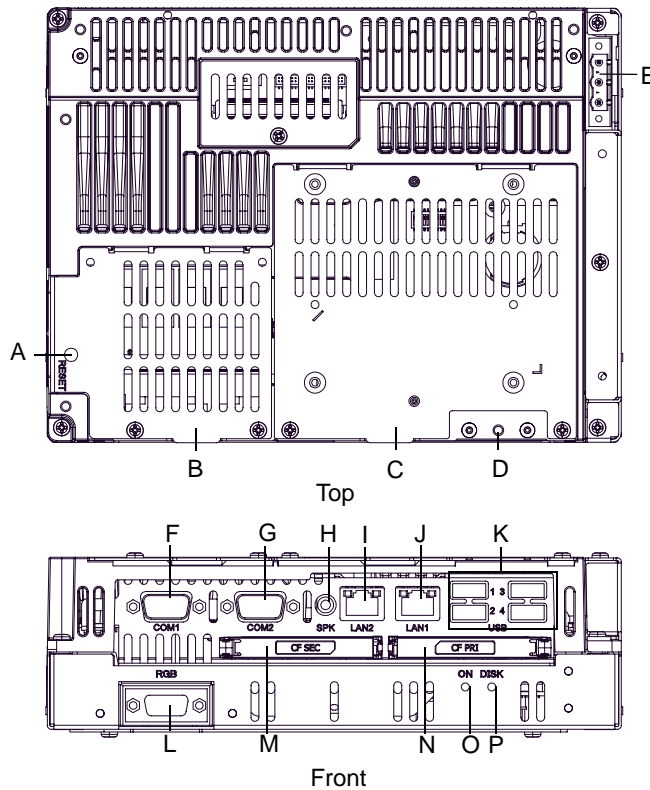 E
A
RESET
B C D
Top
F G H I J K
1 3
2 4
COM1 COM2 SPK LAN2 LAN1 USB
CF SEC CF PRI
RGB ON DISK
L M N O P
Front